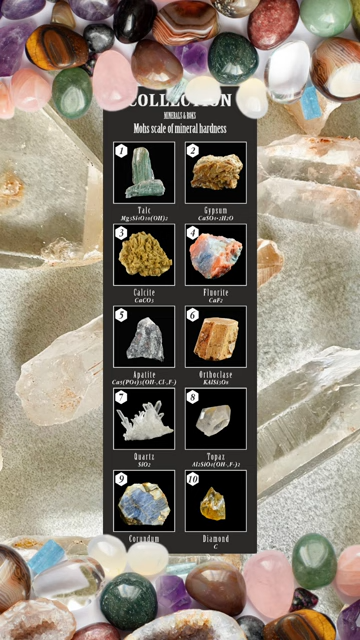 COLLECTION
MINERALS & ROKS
Mohs scale of mineral hardness
1
2
Talc
Gypsum
Mg3Si4O10(OH)2
CaSO4•2H2O
3
4
Calcite
Fluorite
CaCO3
CaF2
5
6
Apatite
Orthoclase
Ca5(PO4)3(OH-,Cl-,F-)
KAlSi3O8
7
8
Quartz
Topaz
SiO2
Al2SiO4(OH-,F-)2
9
10
Corundum
Diamond
C